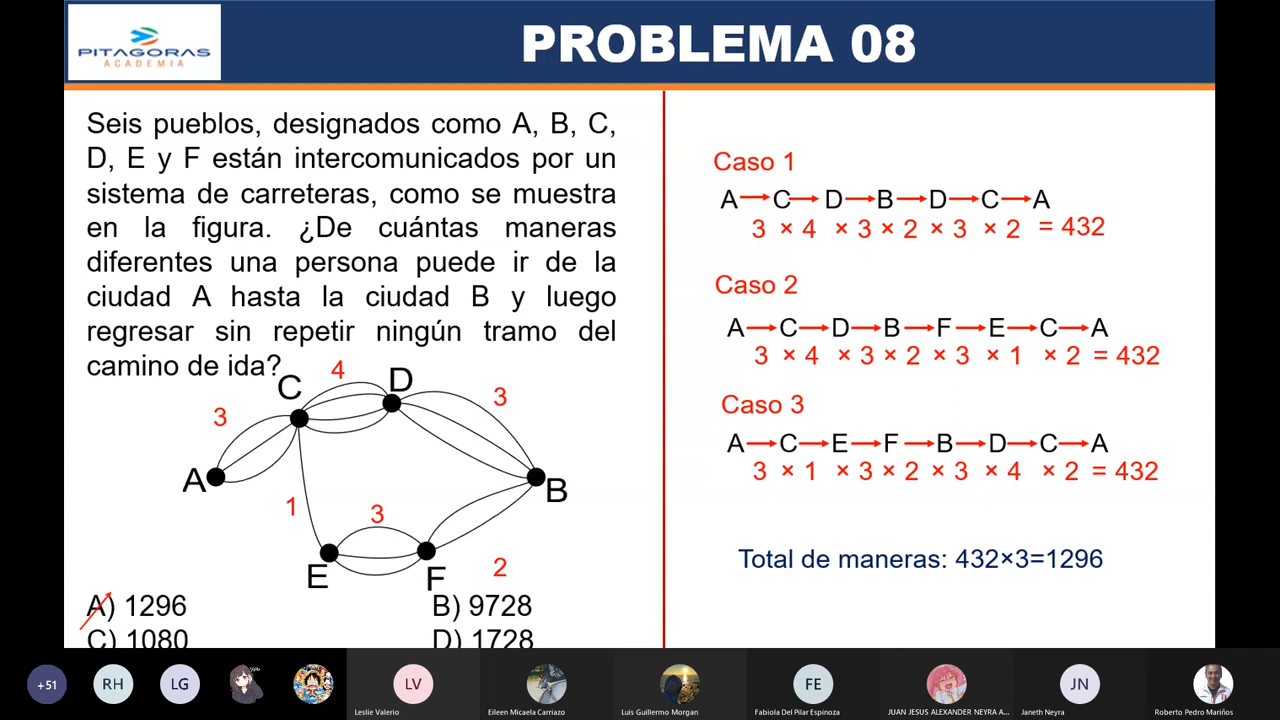 PITAGORAS
ACADEMIA
PROBLEMA 08
Seis pueblos, designados como A, B, C,
D, E y F están intercomunicados por un
sistema de carreteras, como se muestra
en la figura. ¿De cuántas maneras
diferentes una persona puede ir de la
ciudad A hasta la ciudad B y luego
regresar sin repetir ningún tramo del
camino de ida?
C
4
D
3
3
A
B
1
3
E
F
2
A) 1296
B) 9728
C) 1080
D) 1728
Caso 1
A→C→D→B→D→C→A
3 × 4 × 3 × 2 × 3 × 2 = 432
Caso 2
A→C→D→B→F→E→C→A
3 × 4 × 3 × 2 × 3 × 1 × 2 = 432
Caso 3
A→C→E→F→B→D→C→A
3 × 1 × 3 × 2 × 3 × 4 × 2 = 432
Total de maneras: 432×3=1296
+51
RH
LG
LV
FE
JN
Leslie Valerio
Eileen Micaela Carriazo
Luis Guillermo Morgan
Fabiola Del Pilar Espinoza
JUAN JESUS ALEXANDER NEYRA A...
Janeth Neyra
Roberto Pedro Mariños